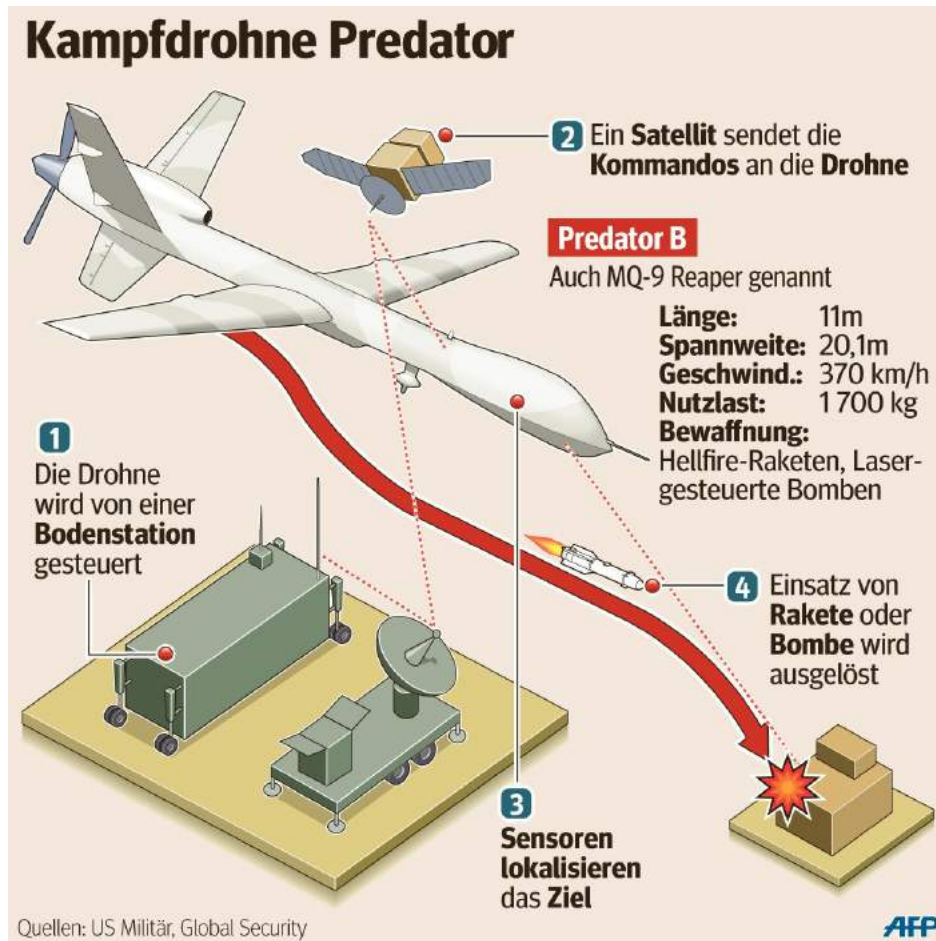 Kampfdrohne Predator
2 Ein Satellit sendet die
Kommandos an die Drohne
Predator B
Auch MQ-9 Reaper genannt
Länge: 11m
Spannweite: 20,1m
Geschwind.: 370 km/h
Nutzlast: 1700 kg
Bewaffnung:
Hellfire-Raketen, Laser-
gesteuerte Bomben
1
Die Drohne
wird von einer
Bodenstation
gesteuert
4 Einsatz von
Rakete oder
Bombe wird
ausgelöst
3
Sensoren
lokalisieren
das Ziel
Quellen: US Militär, Global Security
AFP